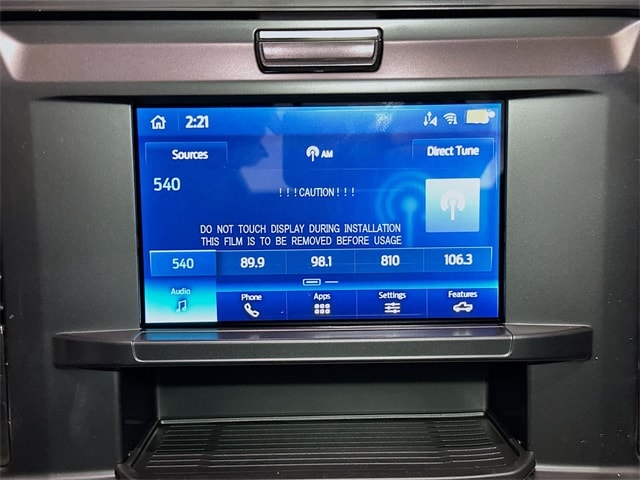 2:21
Sources
AM
Direct Tune
540
!!!CAUTION!!!
DO NOT TOUCH DISPLAY DURING INSTALLATION
THIS FILM IS TO BE REMOVED BEFORE USAGE
540 89.9 98.1 810 106.3
Audio Phone Apps Settings Features